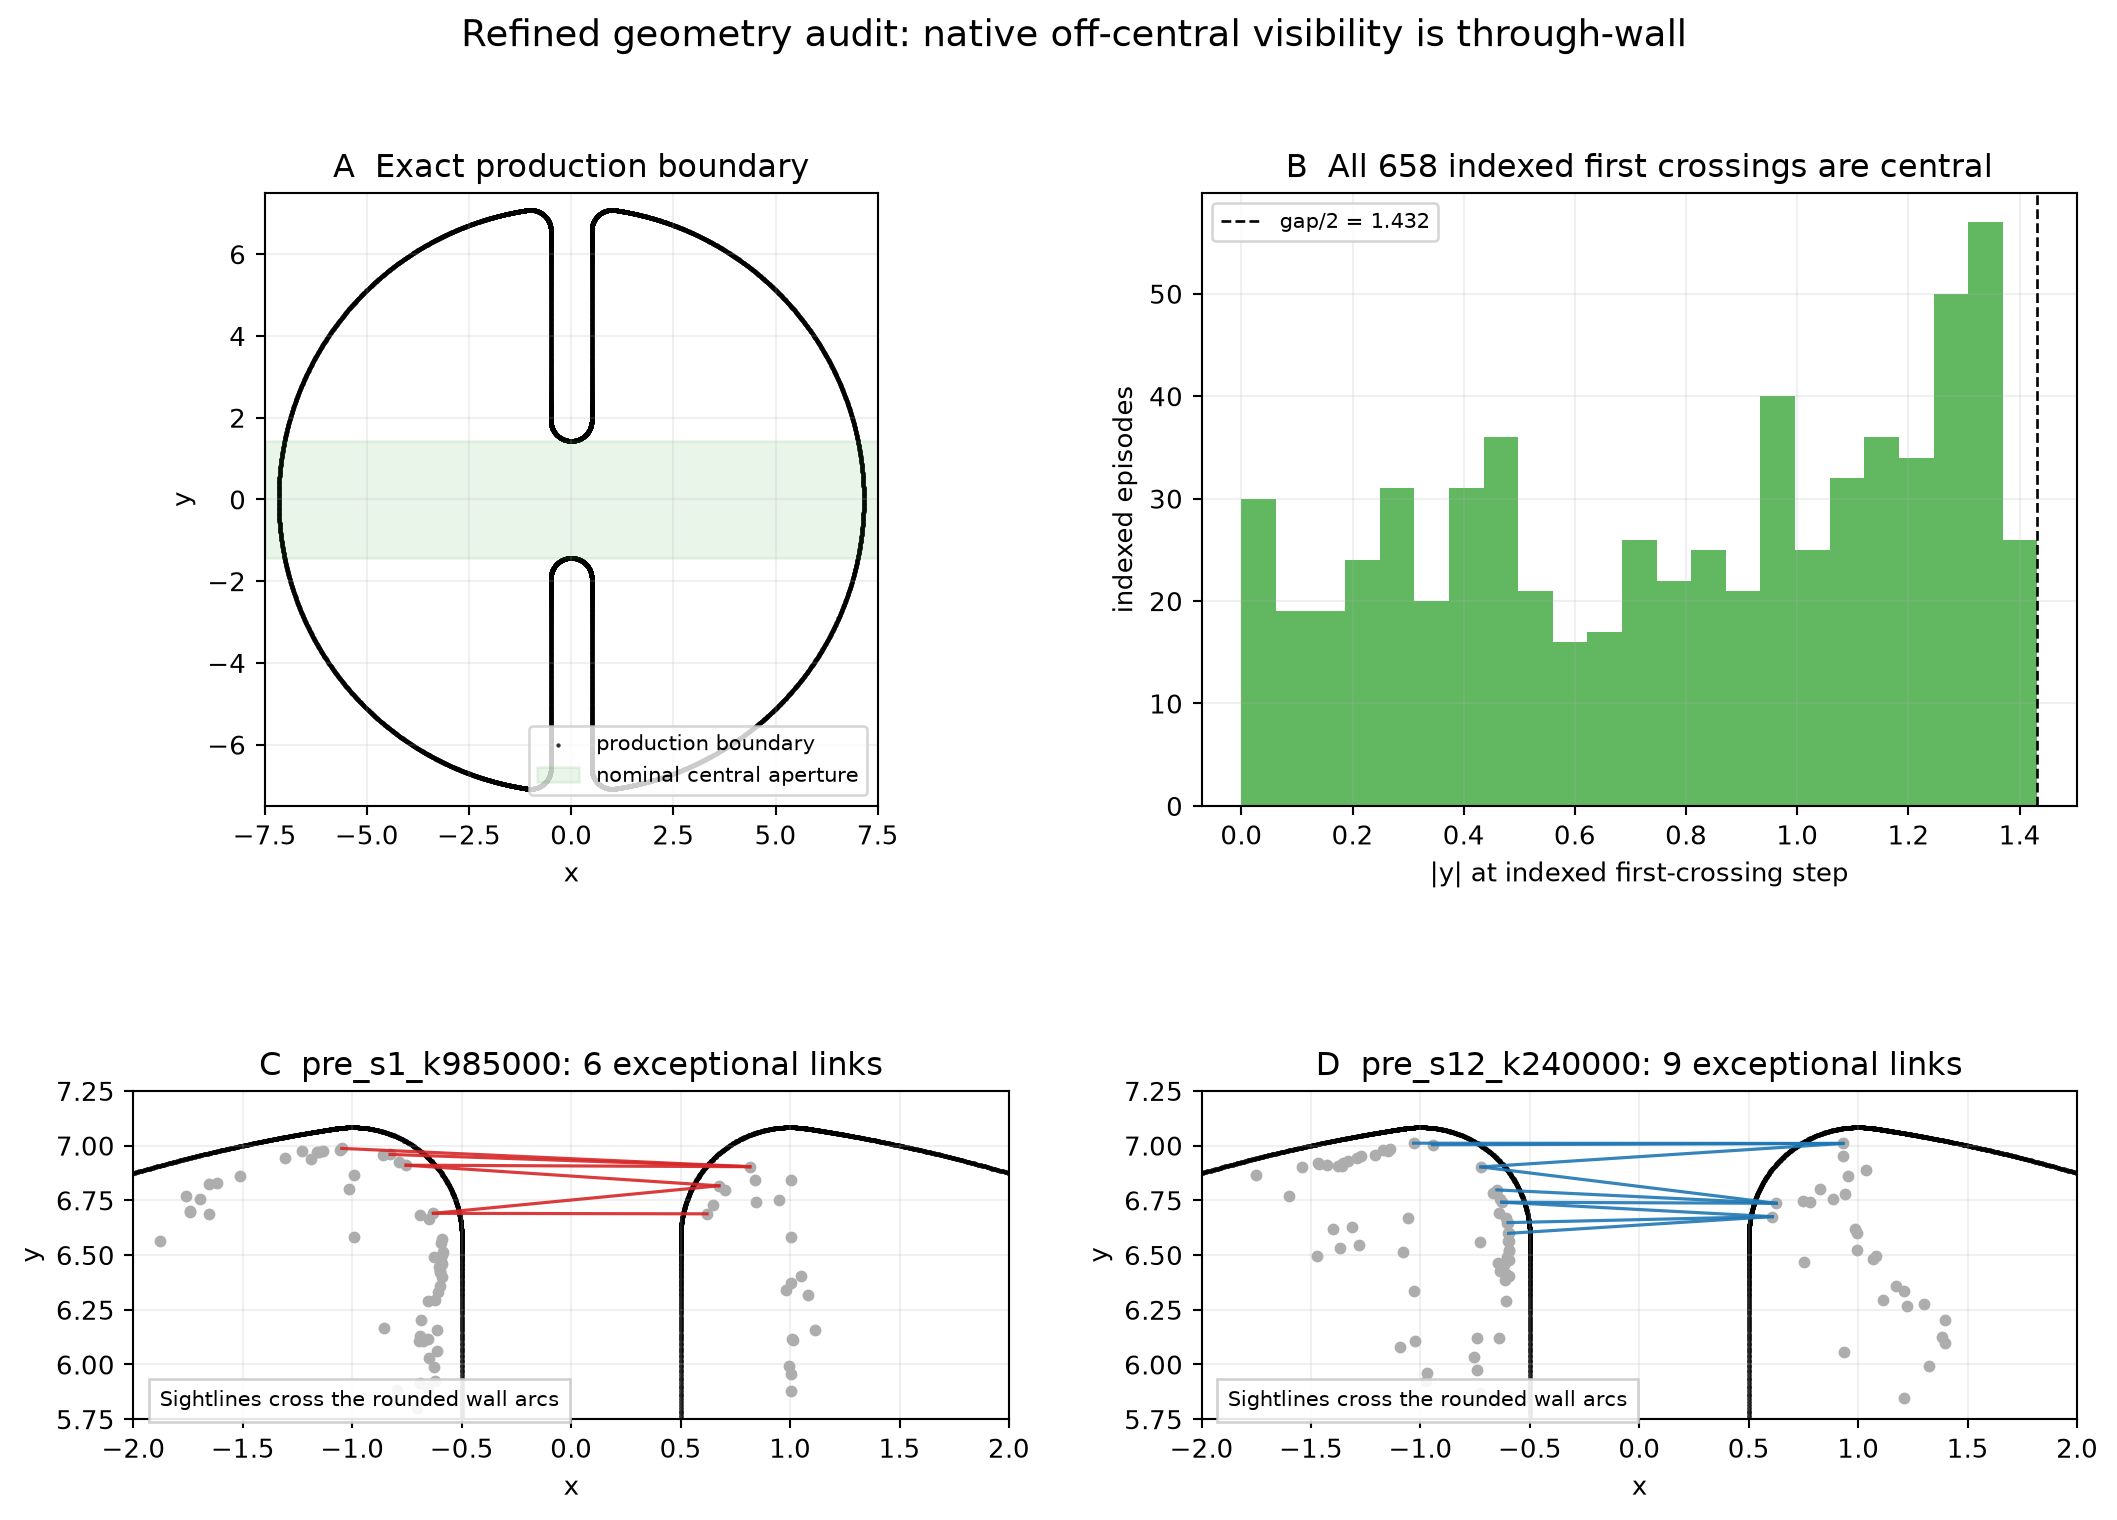 Refined geometry audit: native off-central visibility is through-wall
A  Exact production boundary
6
4
2
0
−2
−4
−6
y
production boundary
nominal central aperture
−7.5 −5.0 −2.5 0.0 2.5 5.0 7.5
x
B  All 658 indexed first crossings are central
gap/2 = 1.432
50
40
30
20
10
0
indexed episodes
0.0 0.2 0.4 0.6 0.8 1.0 1.2 1.4
|y| at indexed first-crossing step
C  pre_s1_k985000: 6 exceptional links
7.25
7.00
6.75
6.50
6.25
6.00
5.75
y
Sightlines cross the rounded wall arcs
−2.0 −1.5 −1.0 −0.5 0.0 0.5 1.0 1.5 2.0
x
D  pre_s12_k240000: 9 exceptional links
7.25
7.00
6.75
6.50
6.25
6.00
5.75
y
Sightlines cross the rounded wall arcs
−2.0 −1.5 −1.0 −0.5 0.0 0.5 1.0 1.5 2.0
x